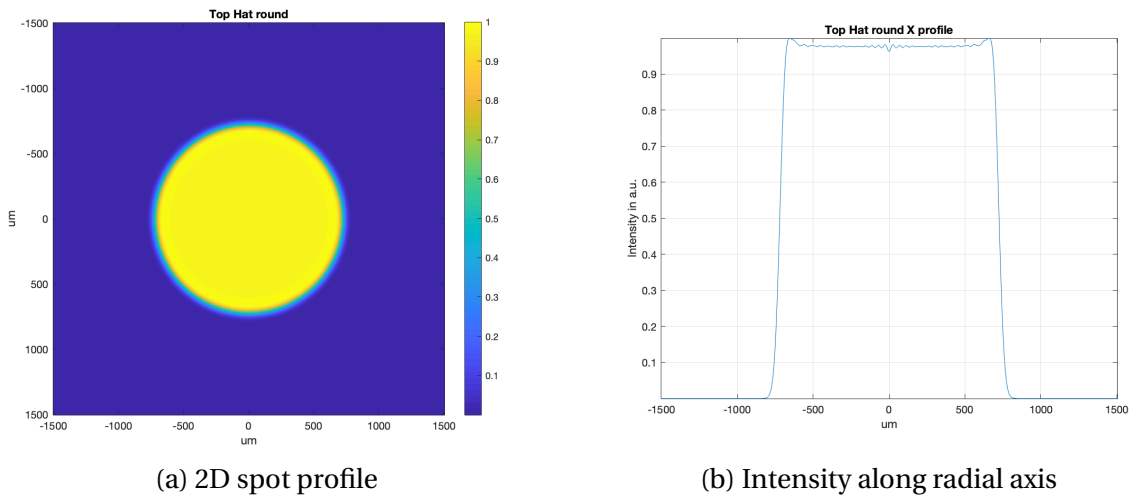 Top Hat round
-1500
-1000
-500
0
500
1000
1500
um
-1500 -1000 -500 0 500 1000 1500
um
1
0.9
0.8
0.7
0.6
0.5
0.4
0.3
0.2
0.1
(a) 2D spot profile
Top Hat round X profile
0.9
0.8
0.7
0.6
0.5
0.4
0.3
0.2
0.1
Intensity in a.u.
-1500 -1000 -500 0 500 1000 1500
um
(b) Intensity along radial axis